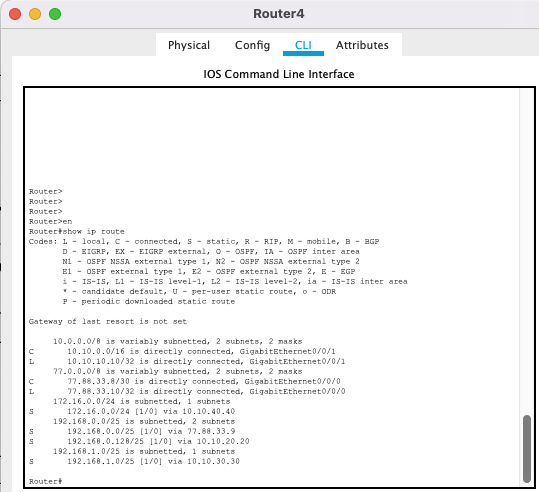 Router4
Physical Config CLI Attributes
IOS Command Line Interface
Router>
Router>
Router>
Router>en
Router#show ip route
Codes: L - local, C - connected, S - static, R - RIP, M - mobile, B - BGP
D - EIGRP, EX - EIGRP external, O - OSPF, IA - OSPF inter area
N1 - OSPF NSSA external type 1, N2 - OSPF NSSA external type 2
E1 - OSPF external type 1, E2 - OSPF external type 2, E - EGP
i - IS-IS, L1 - IS-IS level-1, L2 - IS-IS level-2, ia - IS-IS inter area
* - candidate default, U - per-user static route, o - ODR
P - periodic downloaded static route
Gateway of last resort is not set
10.0.0.0/8 is variably subnetted, 2 subnets, 2 masks
C 10.10.0.0/16 is directly connected, GigabitEthernet0/0/1
L 10.10.10.10/32 is directly connected, GigabitEthernet0/0/1
77.0.0.0/8 is variably subnetted, 2 subnets, 2 masks
C 77.88.33.8/30 is directly connected, GigabitEthernet0/0/0
L 77.88.33.10/32 is directly connected, GigabitEthernet0/0/0
172.16.0.0/24 is subnetted, 1 subnets
S 172.16.0.0/24 [1/0] via 10.10.40.40
192.168.0.0/25 is subnetted, 2 subnets
S 192.168.0.0/25 [1/0] via 77.88.33.9
S 192.168.0.128/25 [1/0] via 10.10.20.20
192.168.1.0/25 is subnetted, 1 subnets
S 192.168.1.0/25 [1/0] via 10.10.30.30
Router#